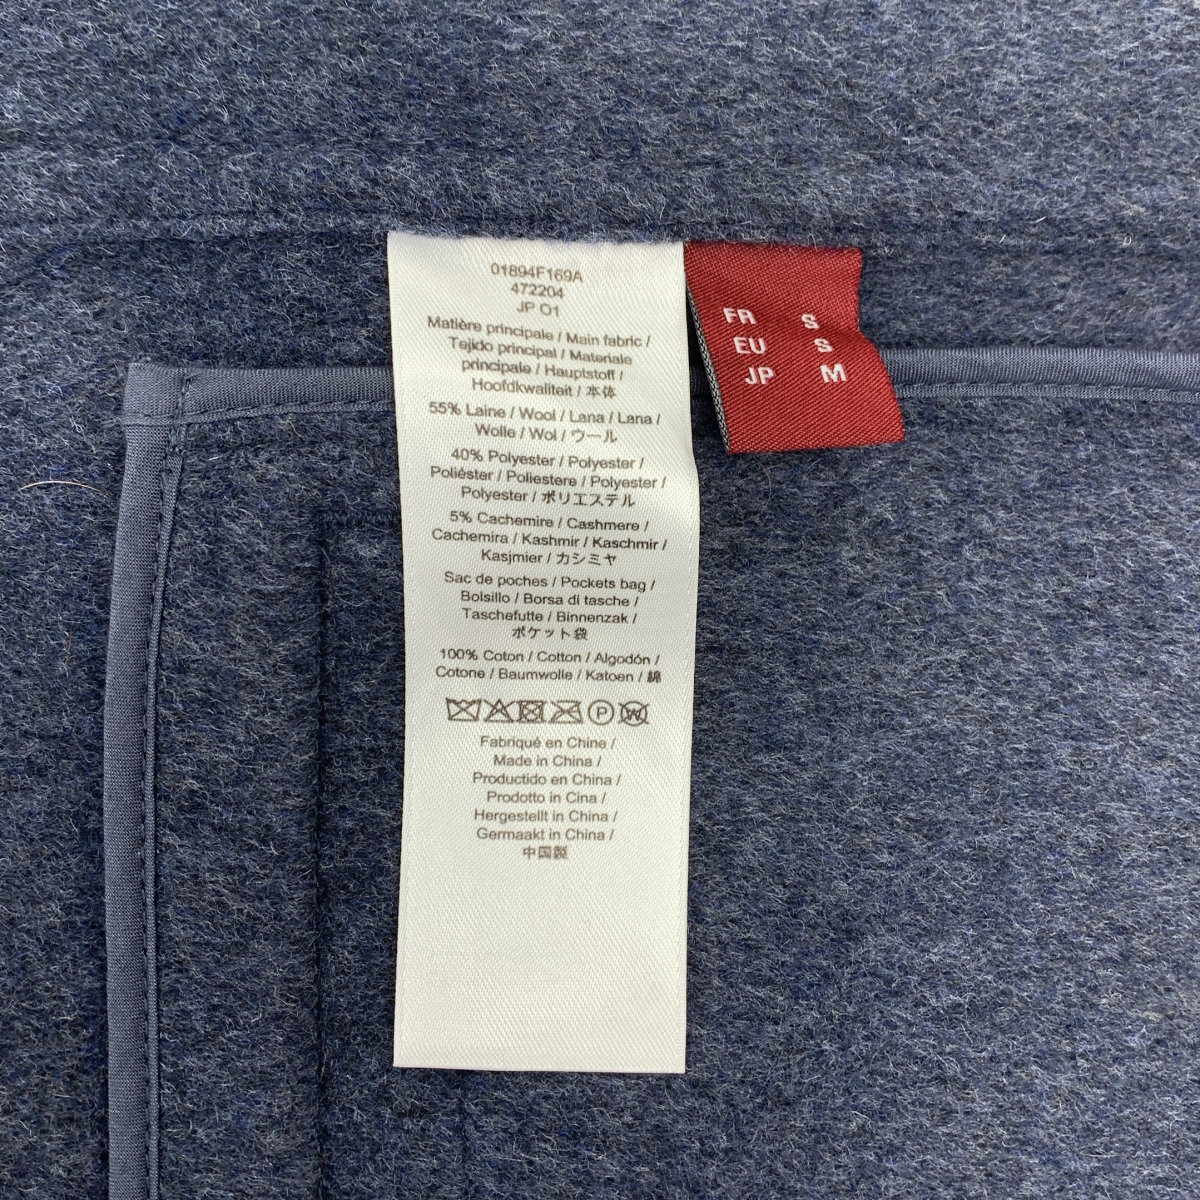 01894F169A
472204
JP O1
Matière principale / Main fabric /
Tejido principal / Materiale
principale / Hauptstoff /
Hoofdkwaliteit / 本体
55% Laine / Wool / Lana / Lana /
Wolle / Wol / ウール
40% Polyester / Polyester /
Poliéster / Poliestere / Polyester /
Polyester / ポリエステル
5% Cachemire / Cashmere /
Cachemira / Kashmir / Kaschmir /
Kasjmier / カシミヤ
Sac de poches / Pockets bag /
Bolsillo / Borsa di tasche /
Taschefutte / Binnenzak /
ポケット袋
100% Coton / Cotton / Algodón /
Cotone / Baumwolle / Katoen / 綿
P W
Fabriqué en Chine /
Made in China /
Productido en China /
Prodotto in Cina /
Hergestellt in China /
Germaakt in China /
中国製
FR S
EU S
JP M